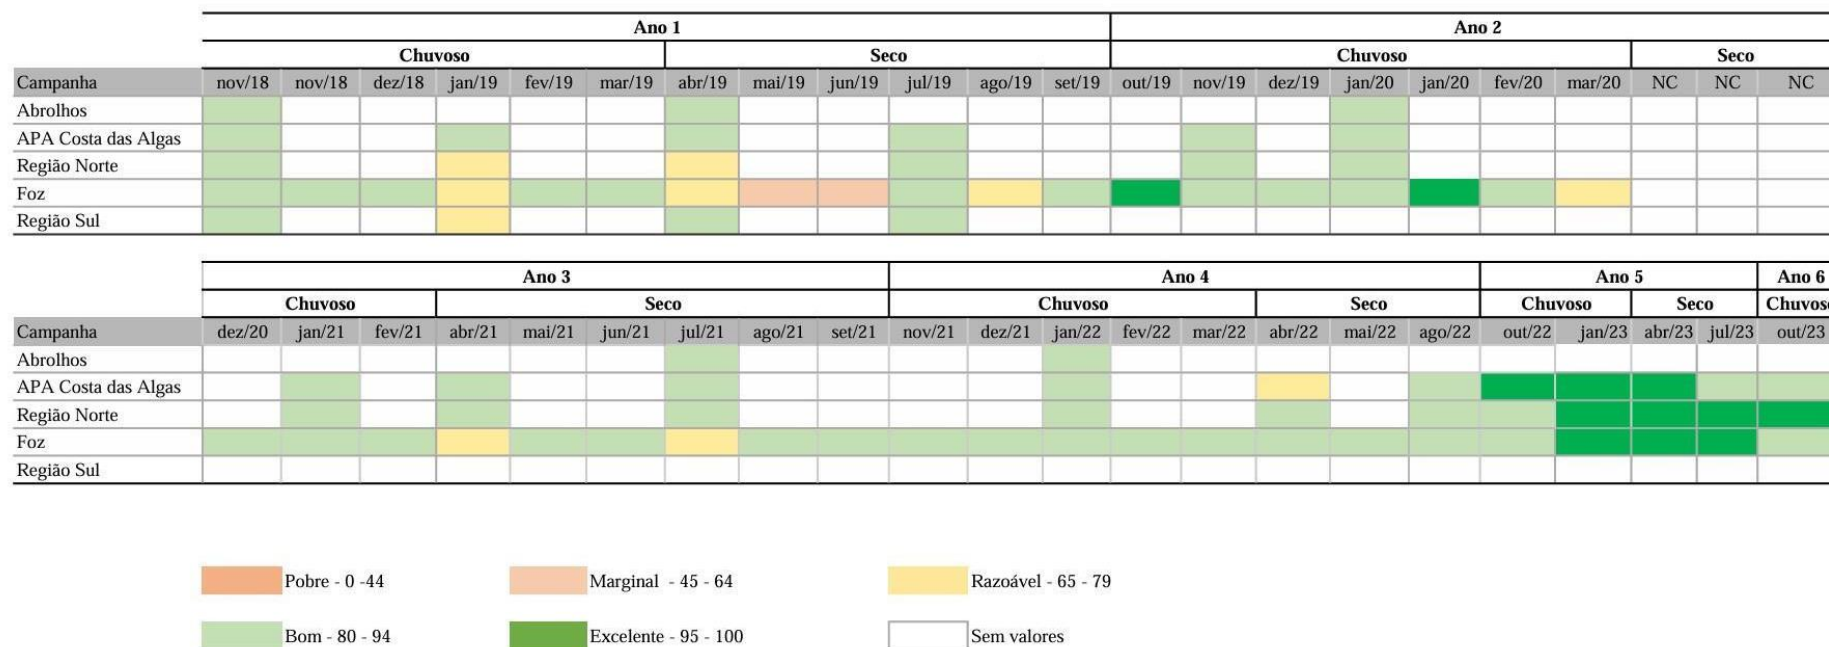 Ano 1 Ano 2
Chuvoso Seco Chuvoso Seco
Campanha nov/18 nov/18 dez/18 jan/19 fev/19 mar/19 abr/19 mai/19 jun/19 jul/19 ago/19 set/19 out/19 nov/19 dez/19 jan/20 jan/20 fev/20 mar/20 NC NC NC
Abrolhos
APA Costa das Algas
Região Norte
Foz
Região Sul
Ano 3 Ano 4 Ano 5 Ano 6
Chuvoso Seco Chuvoso Seco Chuvoso Seco Chuvoso
Campanha dez/20 jan/21 fev/21 abr/21 mai/21 jun/21 jul/21 ago/21 set/21 nov/21 dez/21 jan/22 fev/22 mar/22 abr/22 mai/22 ago/22 out/22 jan/23 abr/23 jul/23 out/23
Abrolhos
APA Costa das Algas
Região Norte
Foz
Região Sul
Pobre - 0 -44 Marginal - 45 - 64 Razoável - 65 - 79
Bom - 80 - 94 Excelente - 95 - 100 Sem valores